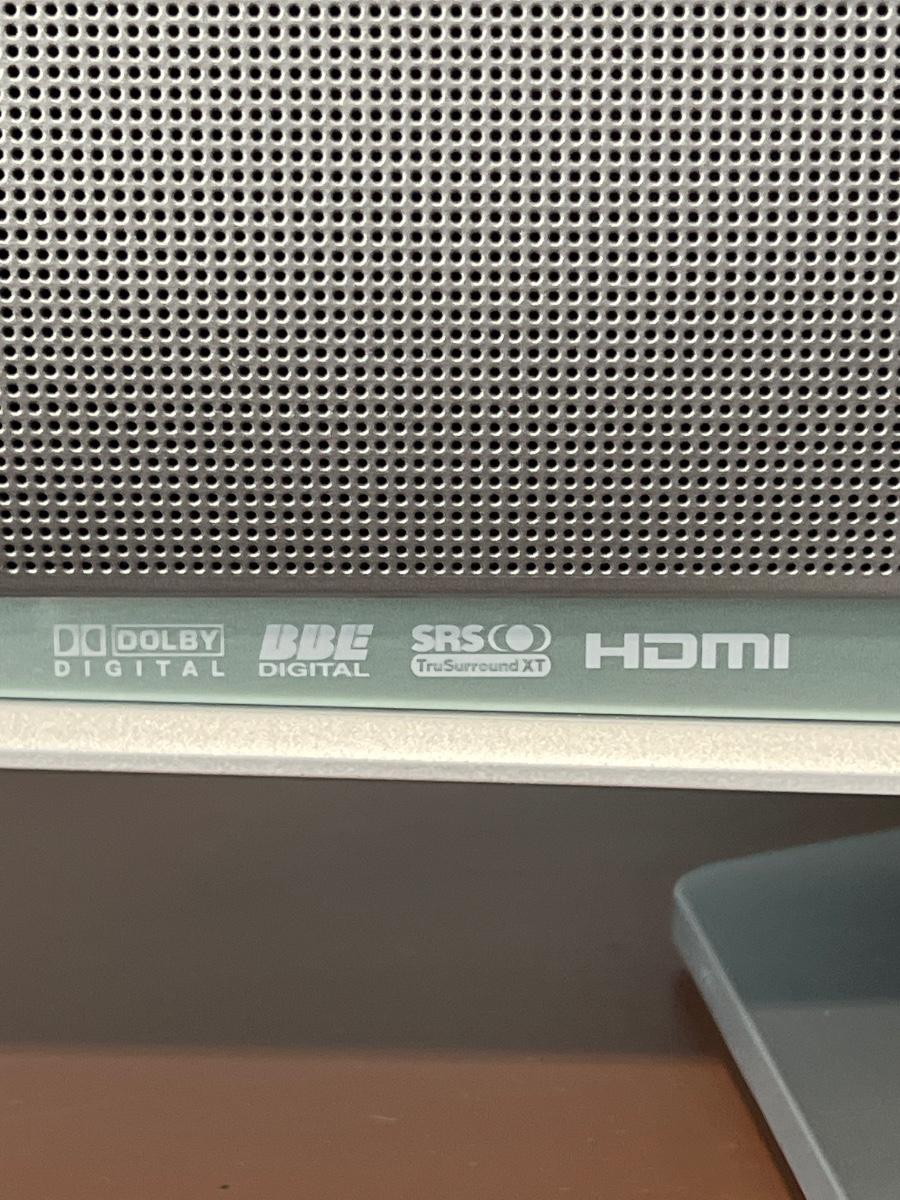 DOLBY
DIGITAL
BBE
DIGITAL
SRS
TruSurround XT
HDMI